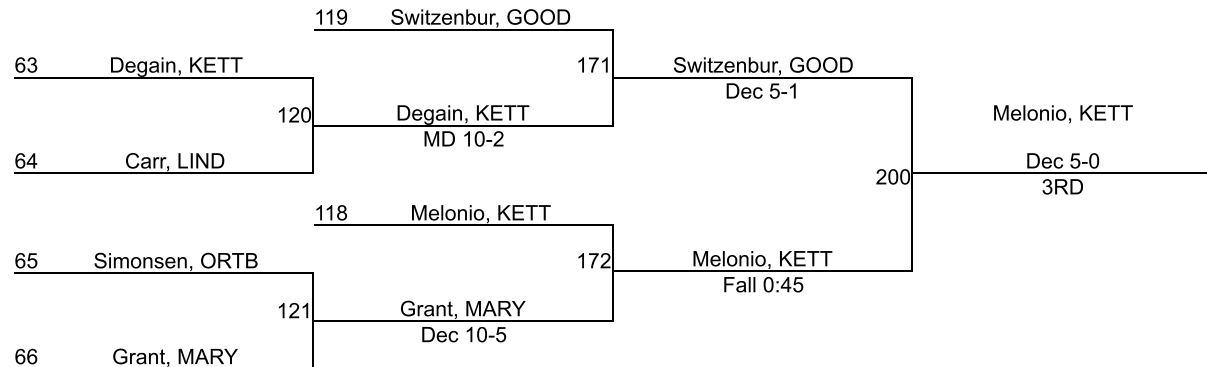 119 Switzenbur, GOOD
63 Degain, KETT
171 Switzenbur, GOOD
Dec 5-1
120 Degain, KETT
MD 10-2
Melonio, KETT
64 Carr, LIND
Dec 5-0
200
3RD
118 Melonio, KETT
65 Simonsen, ORTB
172 Melonio, KETT
Fall 0:45
121 Grant, MARY
Dec 10-5
66 Grant, MARY